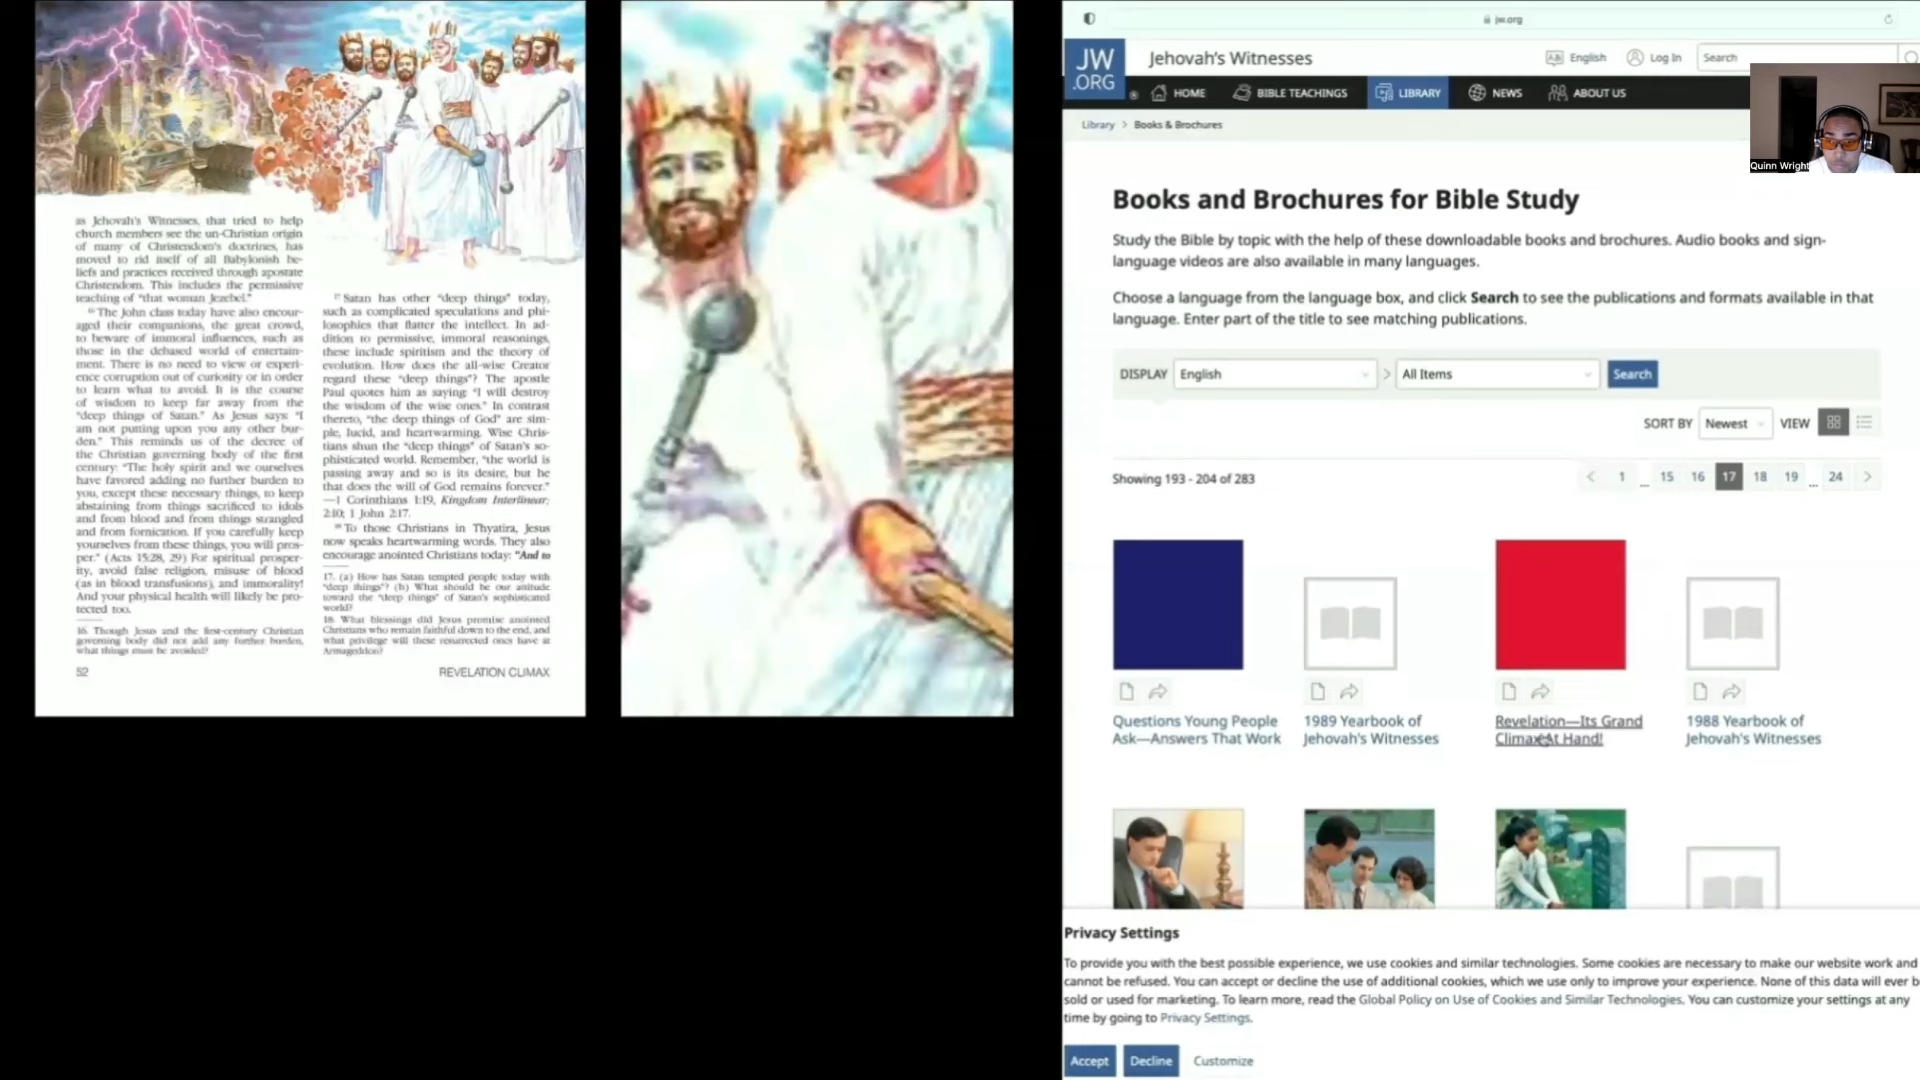 as Jehovah's Witnesses, that tried to help
church members see the un-Christian origin
of many of Christendom's doctrines, has
moved to rid itself of all Babylonish be-
liefs and practices received through apostate
Christendom. This includes the permissive
teaching of "that woman Jezebel."
16 The John class today have also encour-
aged their companions, the great crowd,
to beware of immoral influences, such as
those in the debased world of entertain-
ment. There is no need to view or experi-
ence corruption out of curiosity or in order
to learn what to avoid. It is the course
of wisdom to keep far away from the
"deep things of Satan." As Jesus says: "I
am not putting upon you any other bur-
den." This reminds us of the decree of
the Christian governing body of the first
century: "The holy spirit and we ourselves
have favored adding no further burden to
you, except these necessary things, to keep
abstaining from things sacrificed to idols
and from blood and from things strangled
and from fornication. If you carefully keep
yourselves from these things, you will pros-
per." (Acts 15:28, 29) For spiritual prosper-
ity, avoid false religion, misuse of blood
(as in blood transfusions), and immorality!
And your physical health will likely be pro-
tected too.
16. Though Jesus and the first-century Christian
governing body did not add any further burden,
what things must be avoided?
52
17 Satan has other "deep things" today,
such as complicated speculations and phi-
losophies that flatter the intellect. In ad-
dition to permissive, immoral reasonings,
these include spiritism and the theory of
evolution. How does the all-wise Creator
regard these "deep things"? The apostle
Paul quotes him as saying: "I will destroy
the wisdom of the wise ones." In contrast
thereto, "the deep things of God" are sim-
ple, lucid, and heartwarming. Wise Chris-
tians shun the "deep things" of Satan's so-
phisticated world. Remember, "the world is
passing away and so is its desire, but he
that does the will of God remains forever."
—1 Corinthians 1:19, Kingdom Interlinear;
2:10; 1 John 2:17.
18 To those Christians in Thyatira, Jesus
now speaks heartwarming words. They also
encourage anointed Christians today: "And to
17. (a) How has Satan tempted people today with
"deep things"? (b) What should be our attitude
toward the "deep things" of Satan's sophisticated
world?
18. What blessings did Jesus promise anointed
Christians who remain faithful down to the end, and
what privilege will these resurrected ones have at
Armageddon?
REVELATION CLIMAX
jw.org
JW
.ORG
Jehovah's Witnesses
English
Log In
Search
HOME
BIBLE TEACHINGS
LIBRARY
NEWS
ABOUT US
Library > Books & Brochures
Quinn Wright
Books and Brochures for Bible Study
Study the Bible by topic with the help of these downloadable books and brochures. Audio books and sign-
language videos are also available in many languages.
Choose a language from the language box, and click Search to see the publications and formats available in that
language. Enter part of the title to see matching publications.
DISPLAY English > All Items Search
SORT BY Newest VIEW
Showing 193 - 204 of 283
< 1 ... 15 16 17 18 19 ... 24 >
Questions Young People
Ask—Answers That Work
1989 Yearbook of
Jehovah's Witnesses
Revelation—Its Grand
Climax At Hand!
1988 Yearbook of
Jehovah's Witnesses
Privacy Settings
To provide you with the best possible experience, we use cookies and similar technologies. Some cookies are necessary to make our website work and
cannot be refused. You can accept or decline the use of additional cookies, which we use only to improve your experience. None of this data will ever b
sold or used for marketing. To learn more, read the Global Policy on Use of Cookies and Similar Technologies. You can customize your settings at any
time by going to Privacy Settings.
Accept
Decline
Customize